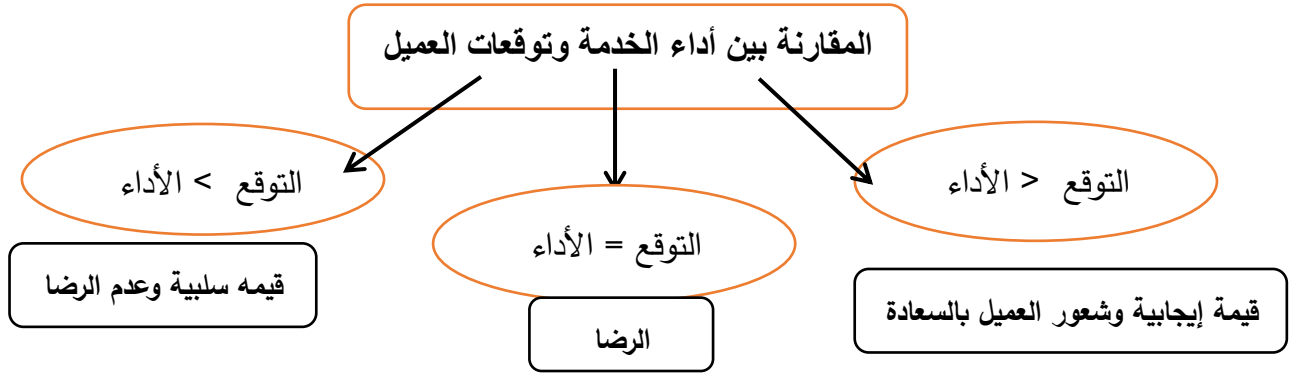 المقارنة بين أداء الخدمة وتوقعات العميل
التوقع > الأداء
التوقع = الأداء
التوقع < الأداء
قيمة إيجابية وشعور العميل بالسعادة
الرضا
قيمه سلبية وعدم الرضا